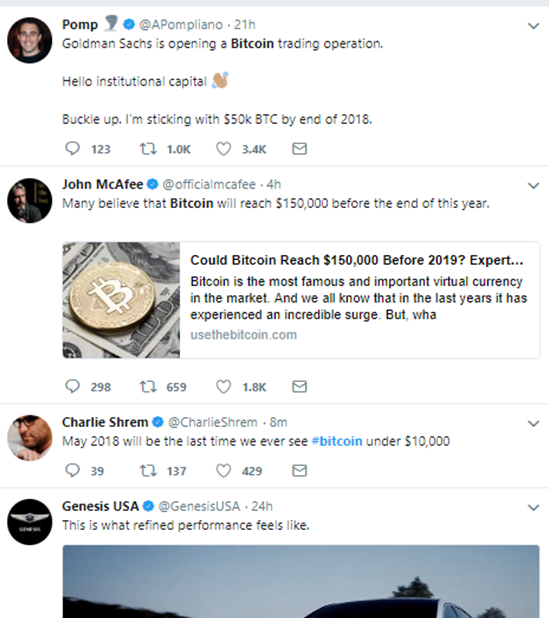 Pomp @APompliano · 21h
Goldman Sachs is opening a Bitcoin trading operation.
Hello institutional capital 👋🏽
Buckle up. I'm sticking with $50k BTC by end of 2018.
123 1.0K 3.4K
John McAfee @officialmcafee · 4h
Many believe that Bitcoin will reach $150,000 before the end of this year.
Could Bitcoin Reach $150,000 Before 2019? Expert...
Bitcoin is the most famous and important virtual currency
in the market. And we all know that in the last years it has
experienced an incredible surge. But, wha
usethebitcoin.com
298 659 1.8K
Charlie Shrem @CharlieShrem · 8m
May 2018 will be the last time we ever see #bitcoin under $10,000
39 137 429
Genesis USA @GenesisUSA · 24h
GENESIS
This is what refined performance feels like.